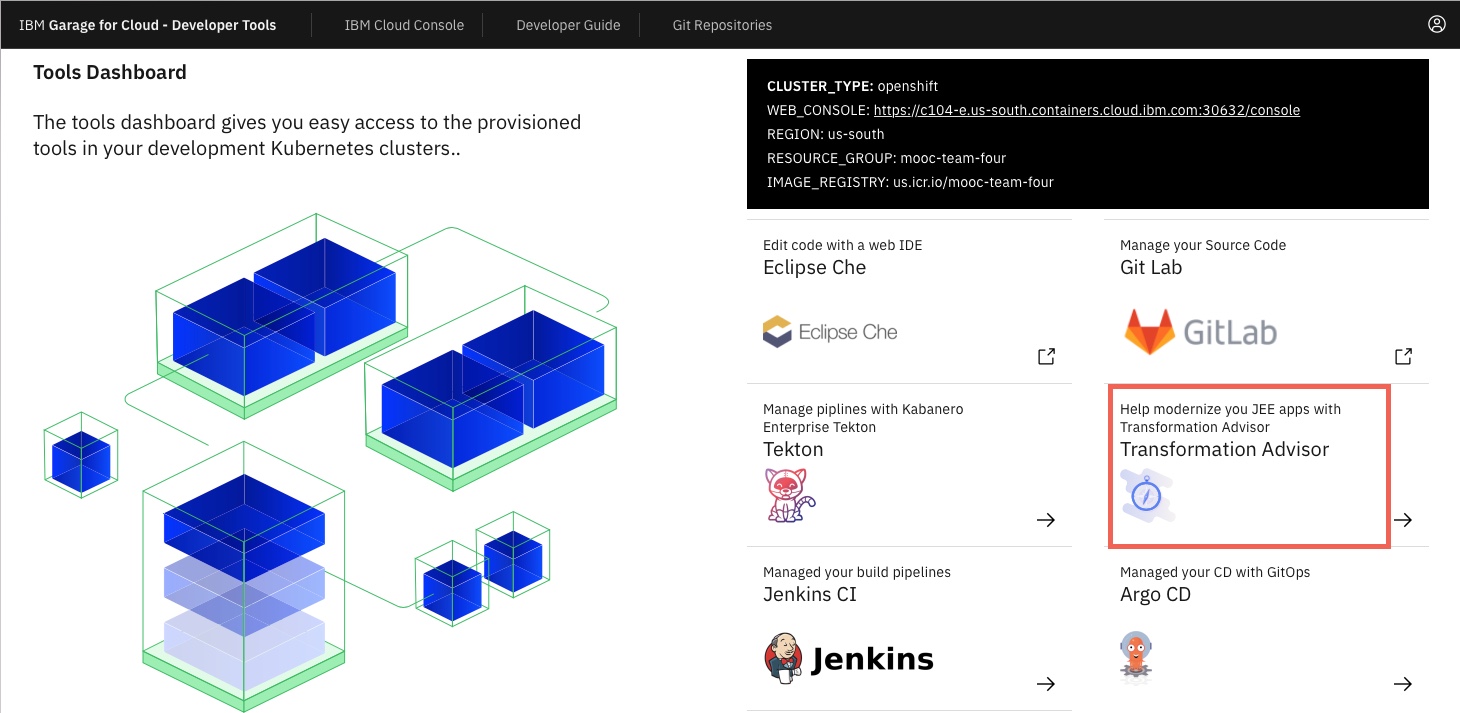 IBM Garage for Cloud - Developer Tools
IBM Cloud Console
Developer Guide
Git Repositories
Tools Dashboard
The tools dashboard gives you easy access to the provisioned
tools in your development Kubernetes clusters..
CLUSTER_TYPE: openshift
WEB_CONSOLE: https://c104-e.us-south.containers.cloud.ibm.com:30632/console
REGION: us-south
RESOURCE_GROUP: mooc-team-four
IMAGE_REGISTRY: us.icr.io/mooc-team-four
Edit code with a web IDE
Eclipse Che
Eclipse Che
Manage your Source Code
Git Lab
GitLab
Manage piplines with Kabanero
Enterprise Tekton
Tekton
Help modernize you JEE apps with
Transformation Advisor
Transformation Advisor
Managed your build pipelines
Jenkins CI
Jenkins
Managed your CD with GitOps
Argo CD